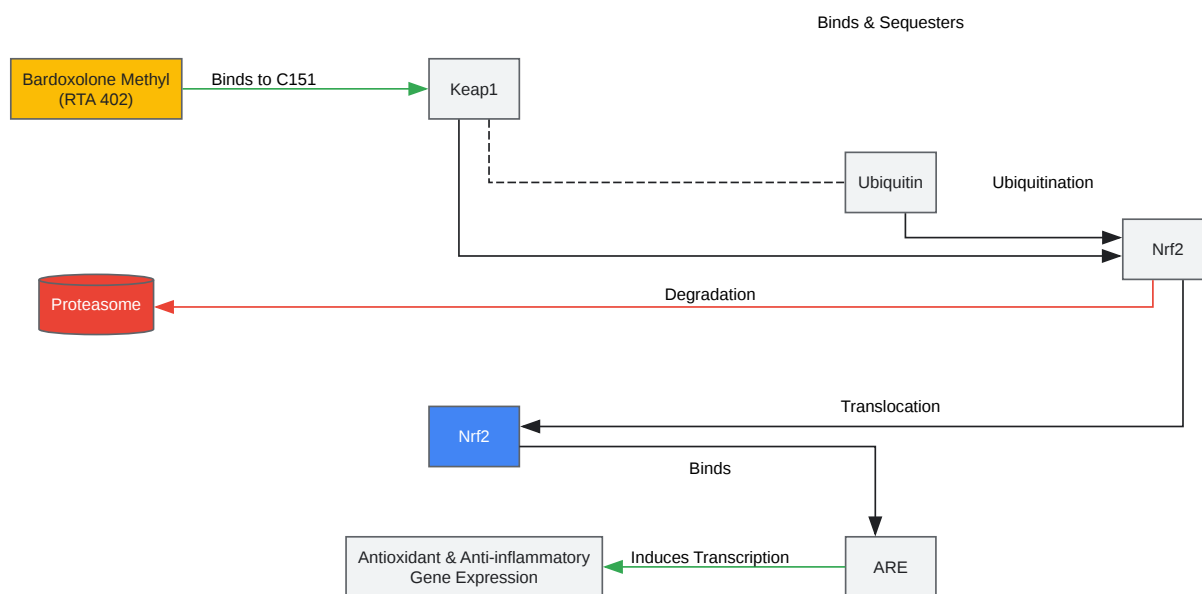 Binds & Sequesters
Bardoxolone Methyl
(RTA 402)
Binds to C151
Keap1
Ubiquitin
Ubiquitination
Nrf2
Proteasome
Degradation
Translocation
Nrf2
Binds
Antioxidant & Anti-inflammatory
Gene Expression
Induces Transcription
ARE